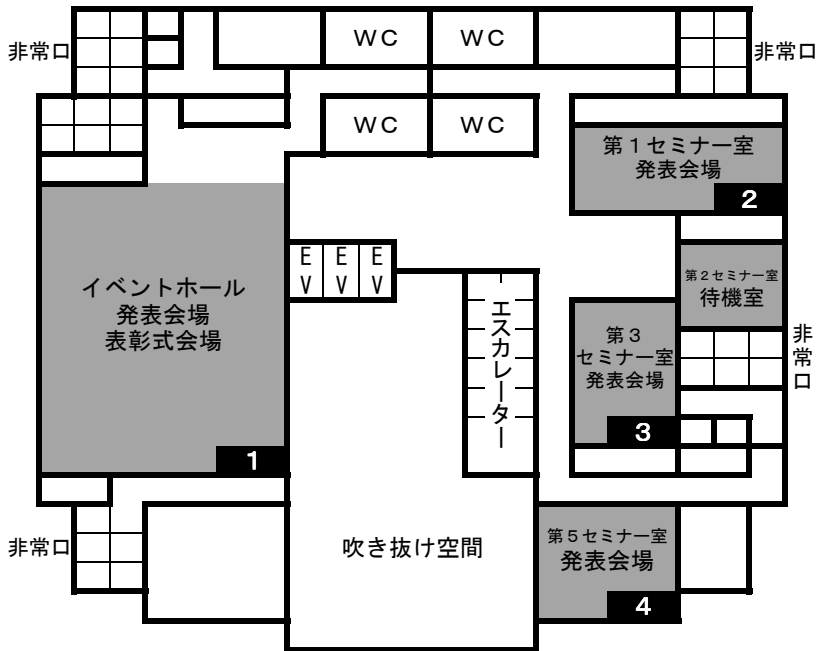 非常口
WC
WC
非常口
WC
WC
第１セミナー室
発表会場
2
EV
EV
EV
第２セミナー室
待機室
イベントホール
発表会場
表彰式会場
エスカレーター
第３
セミナー室
発表会場
非常口
3
1
非常口
吹き抜け空間
第５セミナー室
発表会場
4